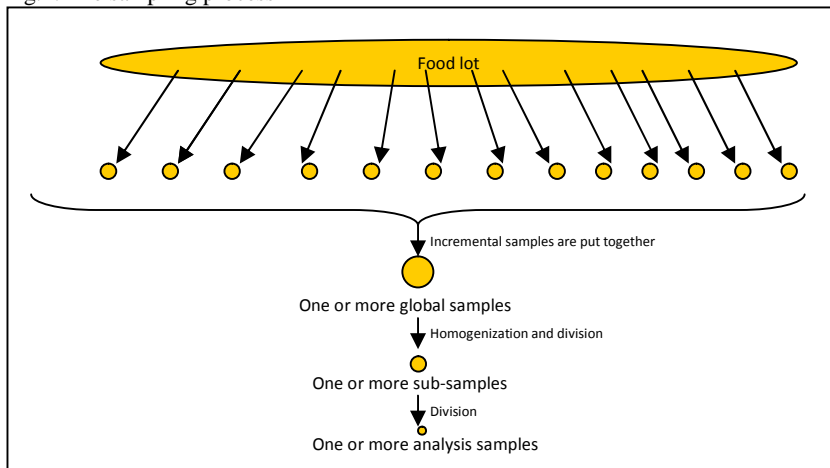 Food lot
Incremental samples are put together
One or more global samples
Homogenization and division
One or more sub-samples
Division
One or more analysis samples